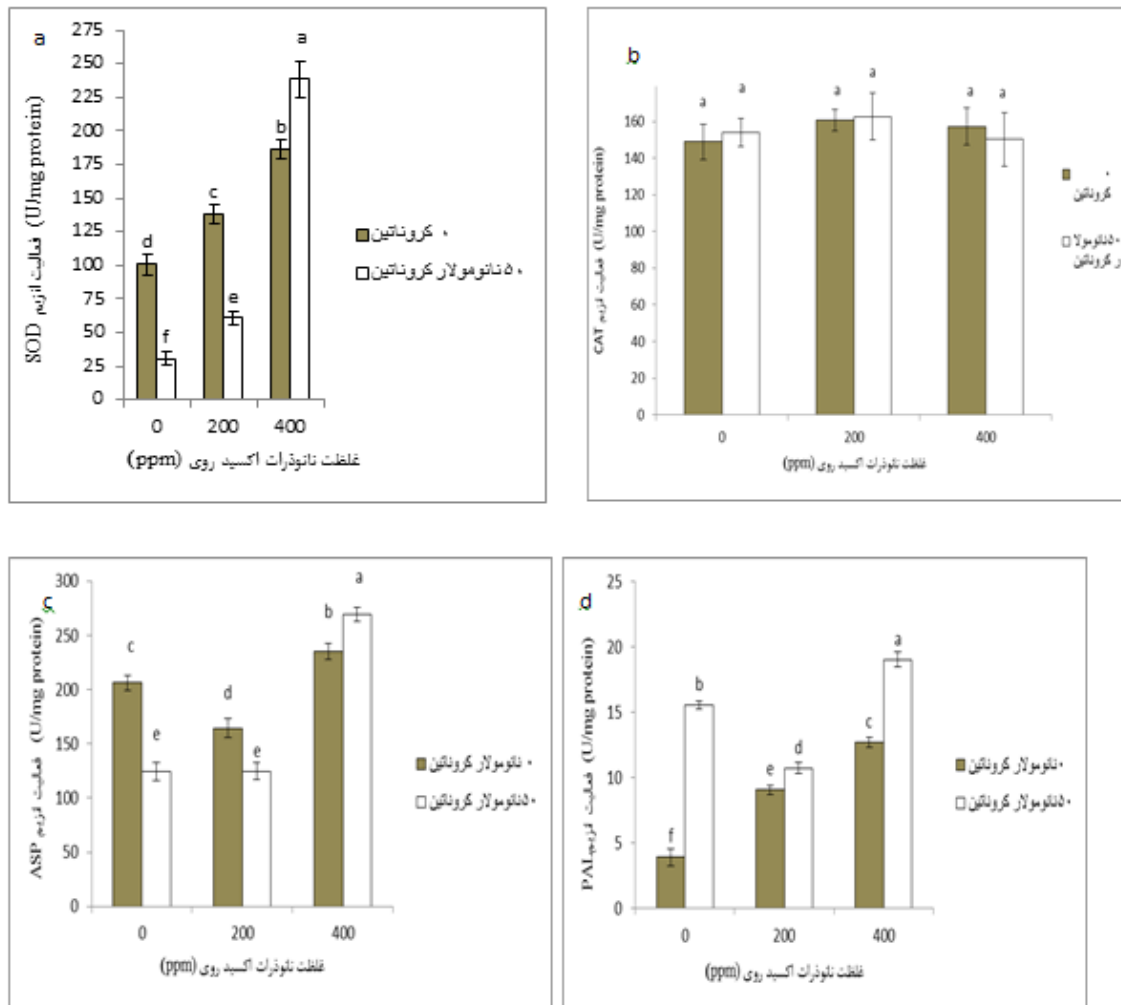 a
فعالیت انزیم SOD (U/mg protein)
275
250
225
200
175
150
125
100
75
50
25
0
d
f
c
e
b
a
0 200 400
غلظت نانوذرات اکسید روی (ppm)
۰ کروناتین
۵۰ نانومولار کروناتین
b
فعالیت انزیم CAT (U/mg protein)
160
140
120
100
80
60
40
20
0
a a a a a a
0 200 400
غلظت نانوذرات اکسید روی (ppm)
۰
کروناتین
۵۰نانومولا
ر کروناتین
c
فعالیت انزیم ASP (U/mg protein)
300
250
200
150
100
50
0
c
e
d
e
b
a
0 200 400
غلظت نانوذرات اکسید روی (ppm)
۰ نانومولار کروناتین
۵۰نانومولار کروناتین
d
فعالیت انزیم PAL (U/mg protein)
25
20
15
10
5
0
f
b
e
d
c
a
0 200 400
غلظت نانوذرات اکسید روی (ppm)
۰نانومولار کروناتین
۵۰نانومولار کروناتین